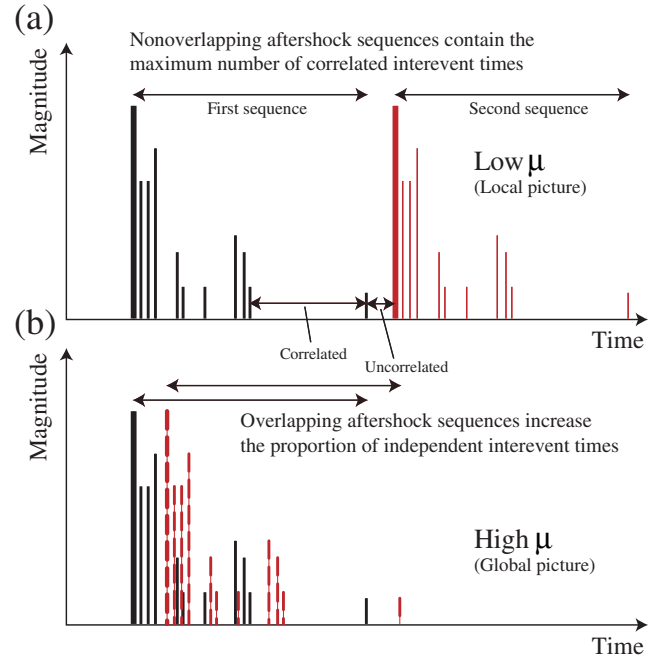 (a)
Nonoverlapping aftershock sequences contain the
maximum number of correlated interevent times
Magnitude
First sequence
Second sequence
Low μ
(Local picture)
Time
Correlated
Uncorrelated
(b)
Magnitude
Overlapping aftershock sequences increase
the proportion of independent interevent times
High μ
(Global picture)
Time